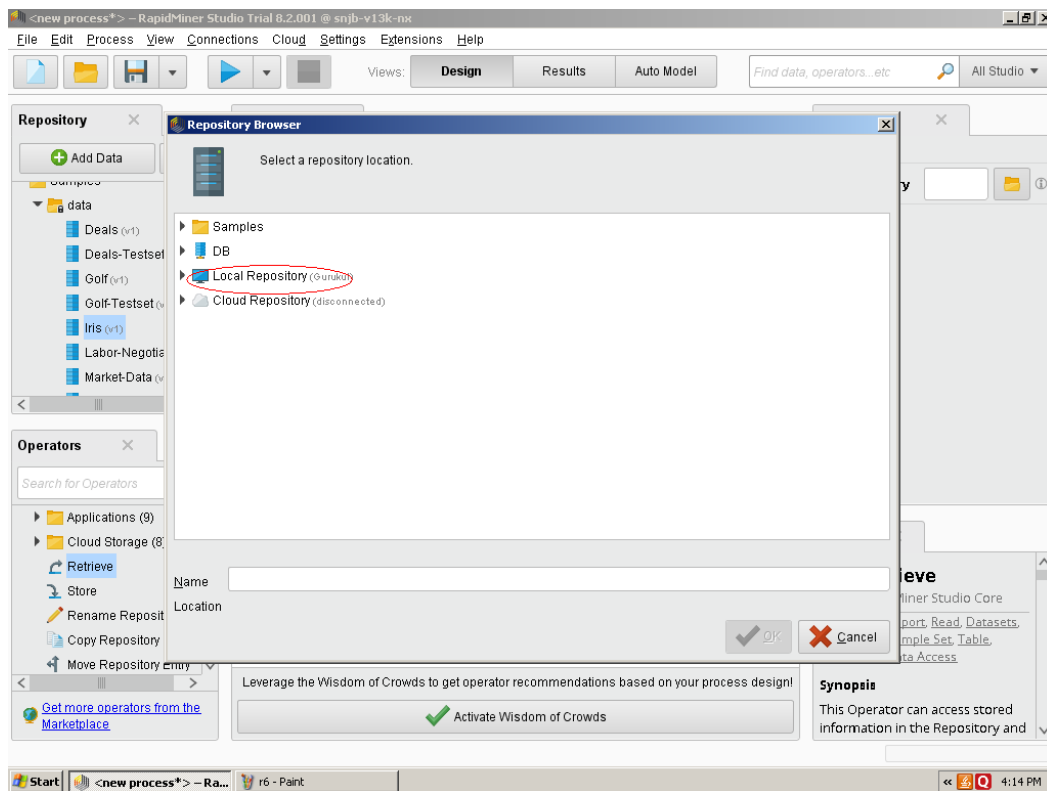 <new process*> – RapidMiner Studio Trial 8.2.001 @ snjb-v13k-nx
File Edit Process View Connections Cloud Settings Extensions Help
Views: Design Results Auto Model Find data, operators...etc All Studio
Repository
Add Data
Samples
data
Deals (v1)
Deals-Testset
Golf (v1)
Golf-Testset
Iris (v1)
Labor-Negotia
Market-Data
Operators
Search for Operators
Applications (9)
Cloud Storage (8)
Retrieve
Store
Rename Reposit
Copy Repository
Move Repository Entry
Get more operators from the
Marketplace
Repository Browser
Select a repository location.
Samples
DB
Local Repository (Gurukul)
Cloud Repository (disconnected)
Name
Location
OK Cancel
Leverage the Wisdom of Crowds to get operator recommendations based on your process design!
Activate Wisdom of Crowds
ry
ieve
Miner Studio Core
port, Read, Datasets,
mple Set, Table,
ata Access
Synopsis
This Operator can access stored
information in the Repository and
Start <new process*> – Ra... r6 - Paint 4:14 PM